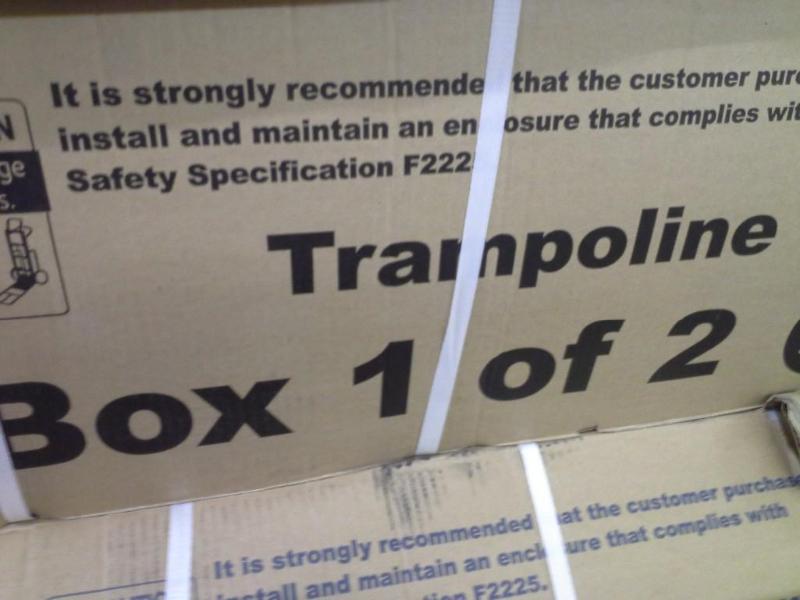 N
ge
s.
It is strongly recommende that the customer pur
install and maintain an en osure that complies wit
Safety Specification F222
Trampoline
Box 1 of 2
It is strongly recommended at the customer purchase
install and maintain an encl ure that complies with
tion F2225.